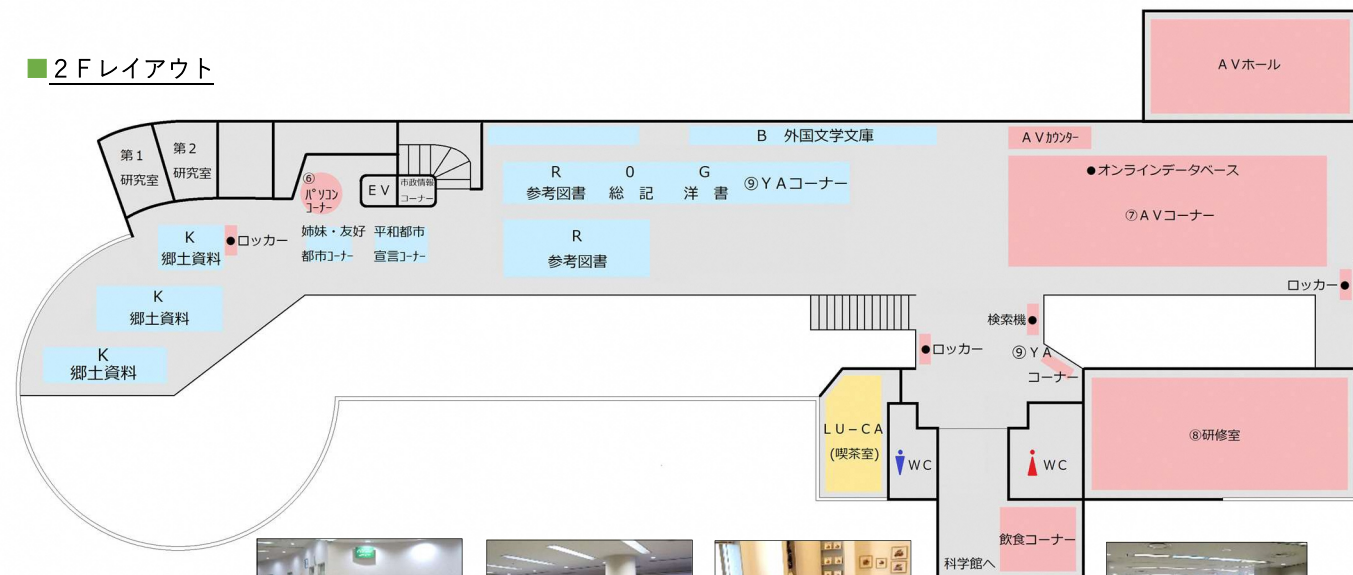 ■２Ｆレイアウト
ＡＶホール
第１
研究室
第２
研究室
⑥
ﾊﾟｿｺﾝ
ｺｰﾅｰ
ＥＶ
市政情報
コーナー
Ｂ　外国文学文庫
ＡＶｶｳﾝﾀｰ
Ｒ　０　Ｇ
参考図書　総　記　洋　書　⑨ＹＡコーナー
●オンラインデータベース
⑦ＡＶコーナー
Ｋ
郷土資料
●ロッカー
姉妹・友好
都市ｺｰﾅｰ
平和都市
宣言ｺｰﾅｰ
Ｒ
参考図書
Ｋ
郷土資料
Ｋ
郷土資料
ロッカー●
検索機●
●ロッカー
⑨ＹＡ
コーナー
ＬＵ－ＣＡ
(喫茶室)
ＷＣ
ＷＣ
⑧研修室
飲食コーナー
科学館へ